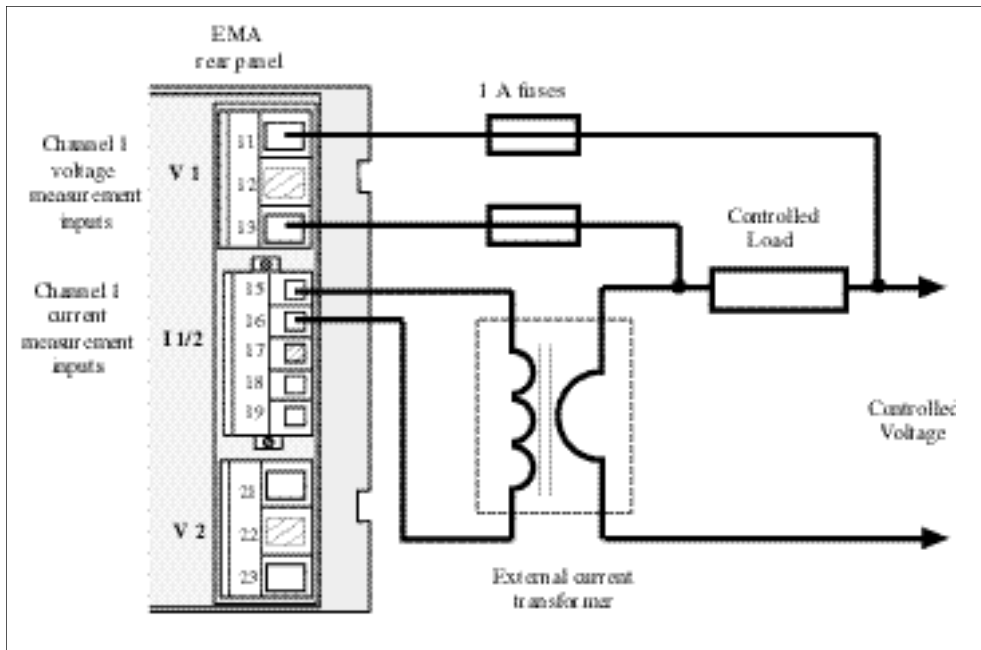 EMA
rear panel
1 A fuses
Channel 1
voltage
measurement
inputs
V 1
11
12
13
Controlled
Load
Channel 1
current
measurement
inputs
I 1/2
15
16
17
18
19
Controlled
Voltage
V 2
21
22
23
External current
transformer